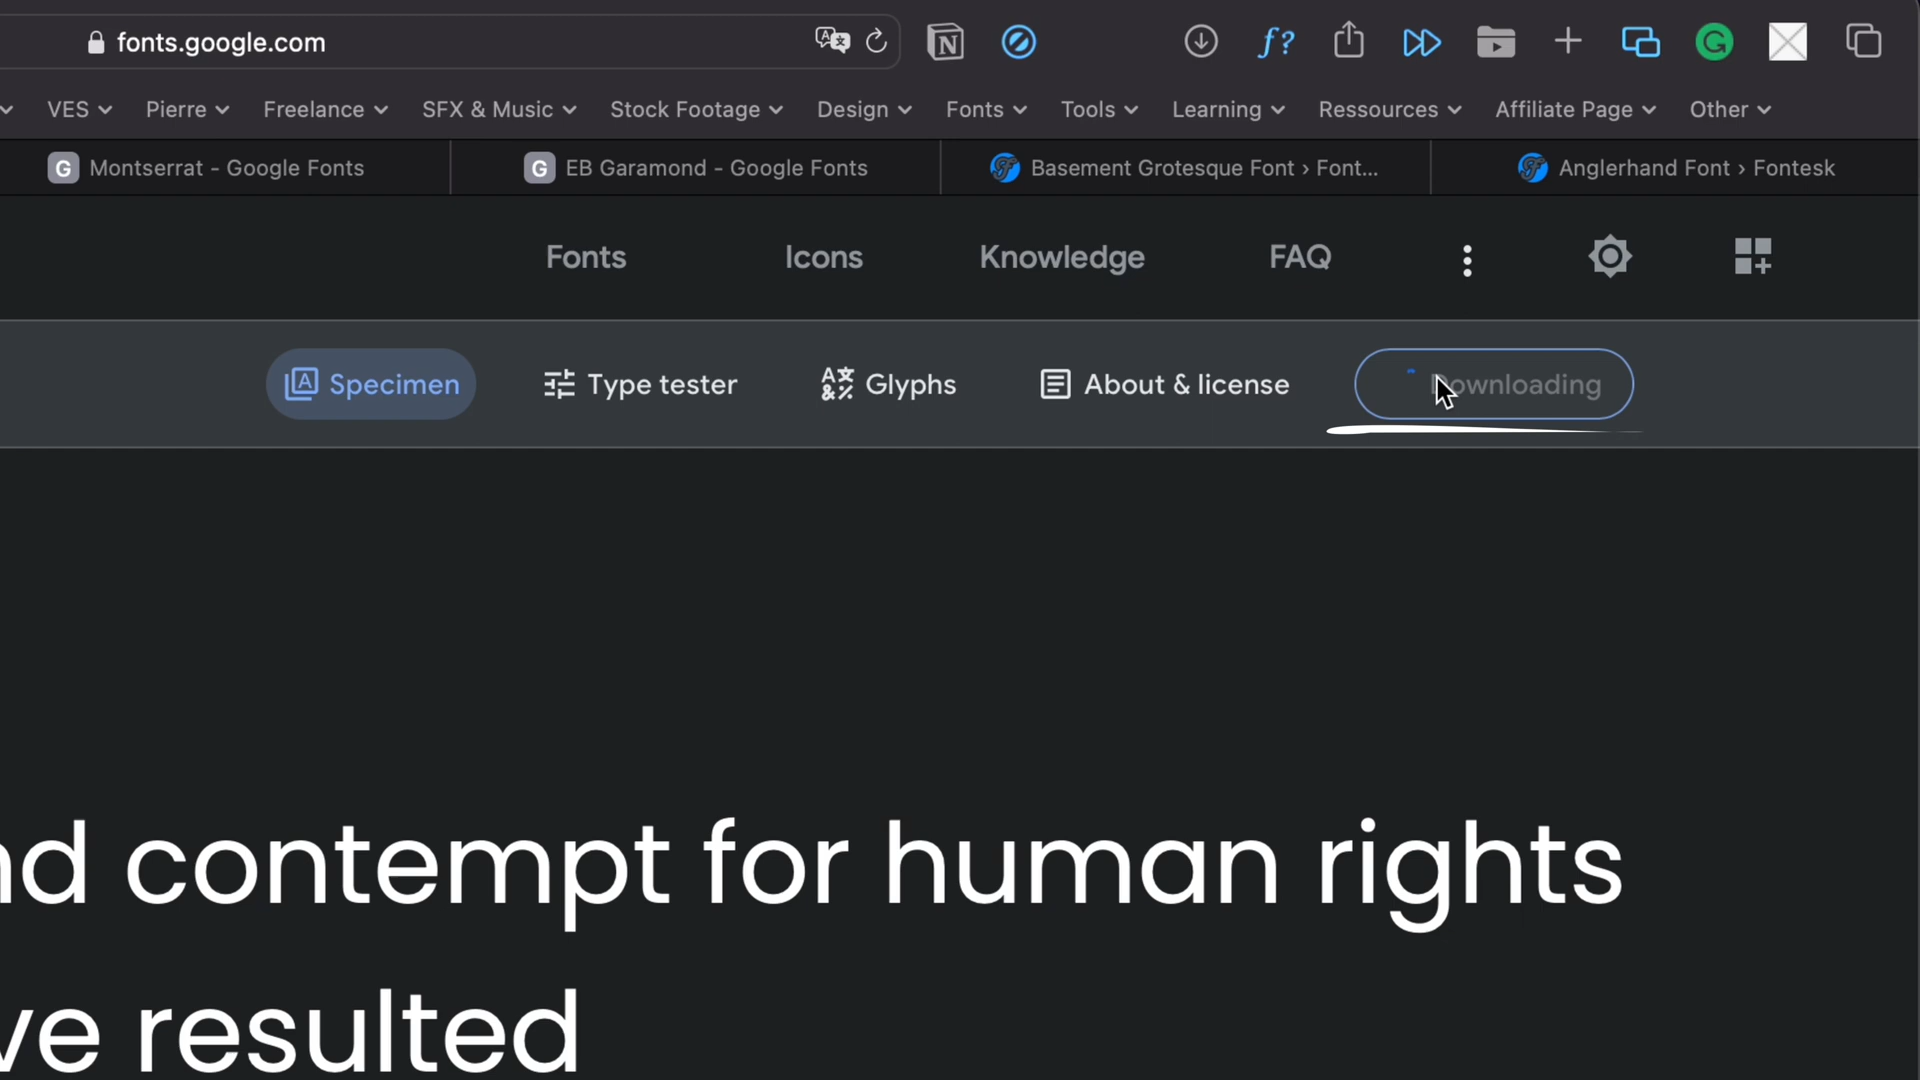 fonts.google.com
VES Pierre Freelance SFX & Music Stock Footage Design Fonts Tools Learning Ressources Affiliate Page Other
G Montserrat - Google Fonts G EB Garamond - Google Fonts Basement Grotesque Font › Font... Anglerhand Font › Fontesk
Fonts Icons Knowledge FAQ
Specimen Type tester Glyphs About & license Downloading
nd contempt for human rights
ve resulted